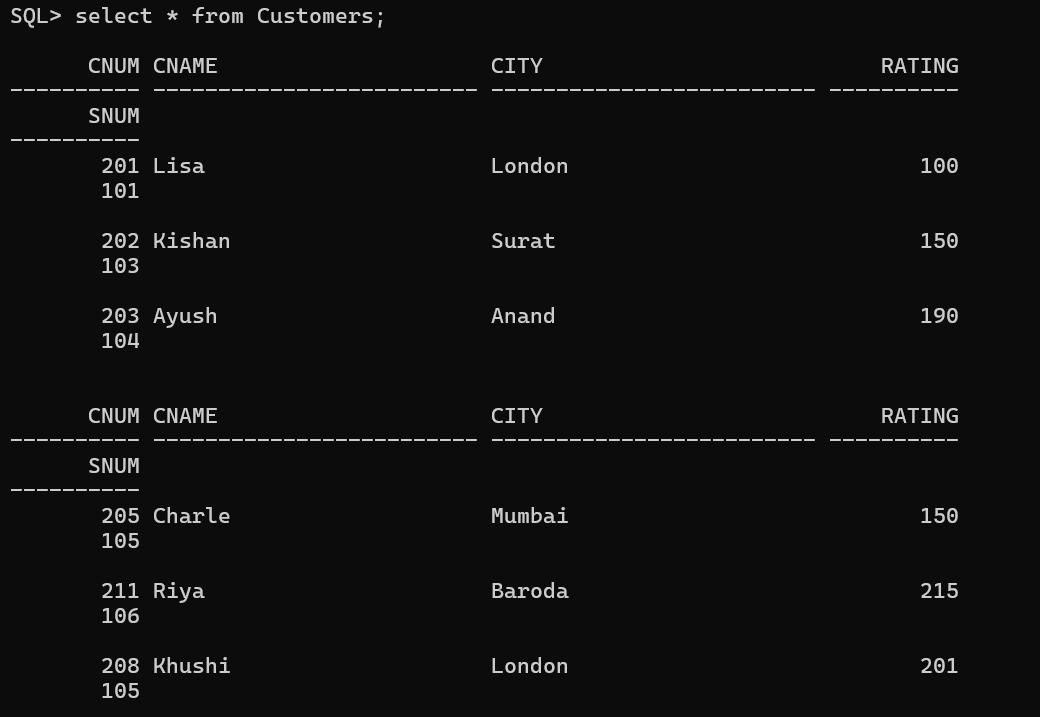 SQL> select * from Customers;
      CNUM CNAME                     CITY                          RATING
---------- ------------------------- ------------------------- ----------
      SNUM
----------
       201 Lisa                      London                           100
       101
       202 Kishan                    Surat                            150
       103
       203 Ayush                     Anand                            190
       104
      CNUM CNAME                     CITY                          RATING
---------- ------------------------- ------------------------- ----------
      SNUM
----------
       205 Charle                    Mumbai                           150
       105
       211 Riya                      Baroda                           215
       106
       208 Khushi                    London                           201
       105